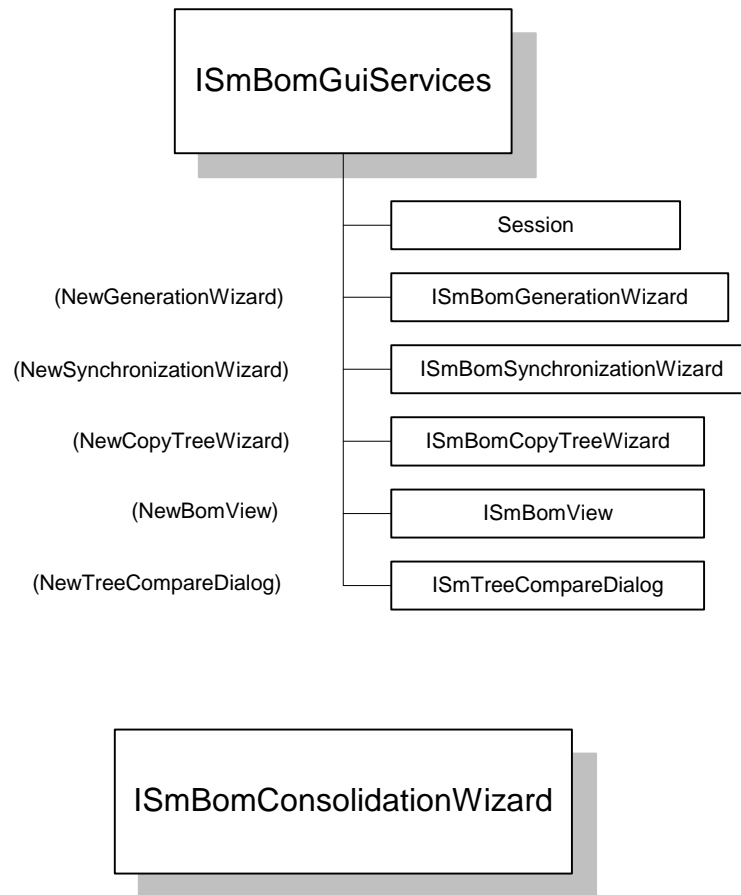 ISmBomGuiServices
Session
(NewGenerationWizard) ISmBomGenerationWizard
(NewSynchronizationWizard) ISmBomSynchronizationWizard
(NewCopyTreeWizard) ISmBomCopyTreeWizard
(NewBomView) ISmBomView
(NewTreeCompareDialog) ISmTreeCompareDialog
ISmBomConsolidationWizard